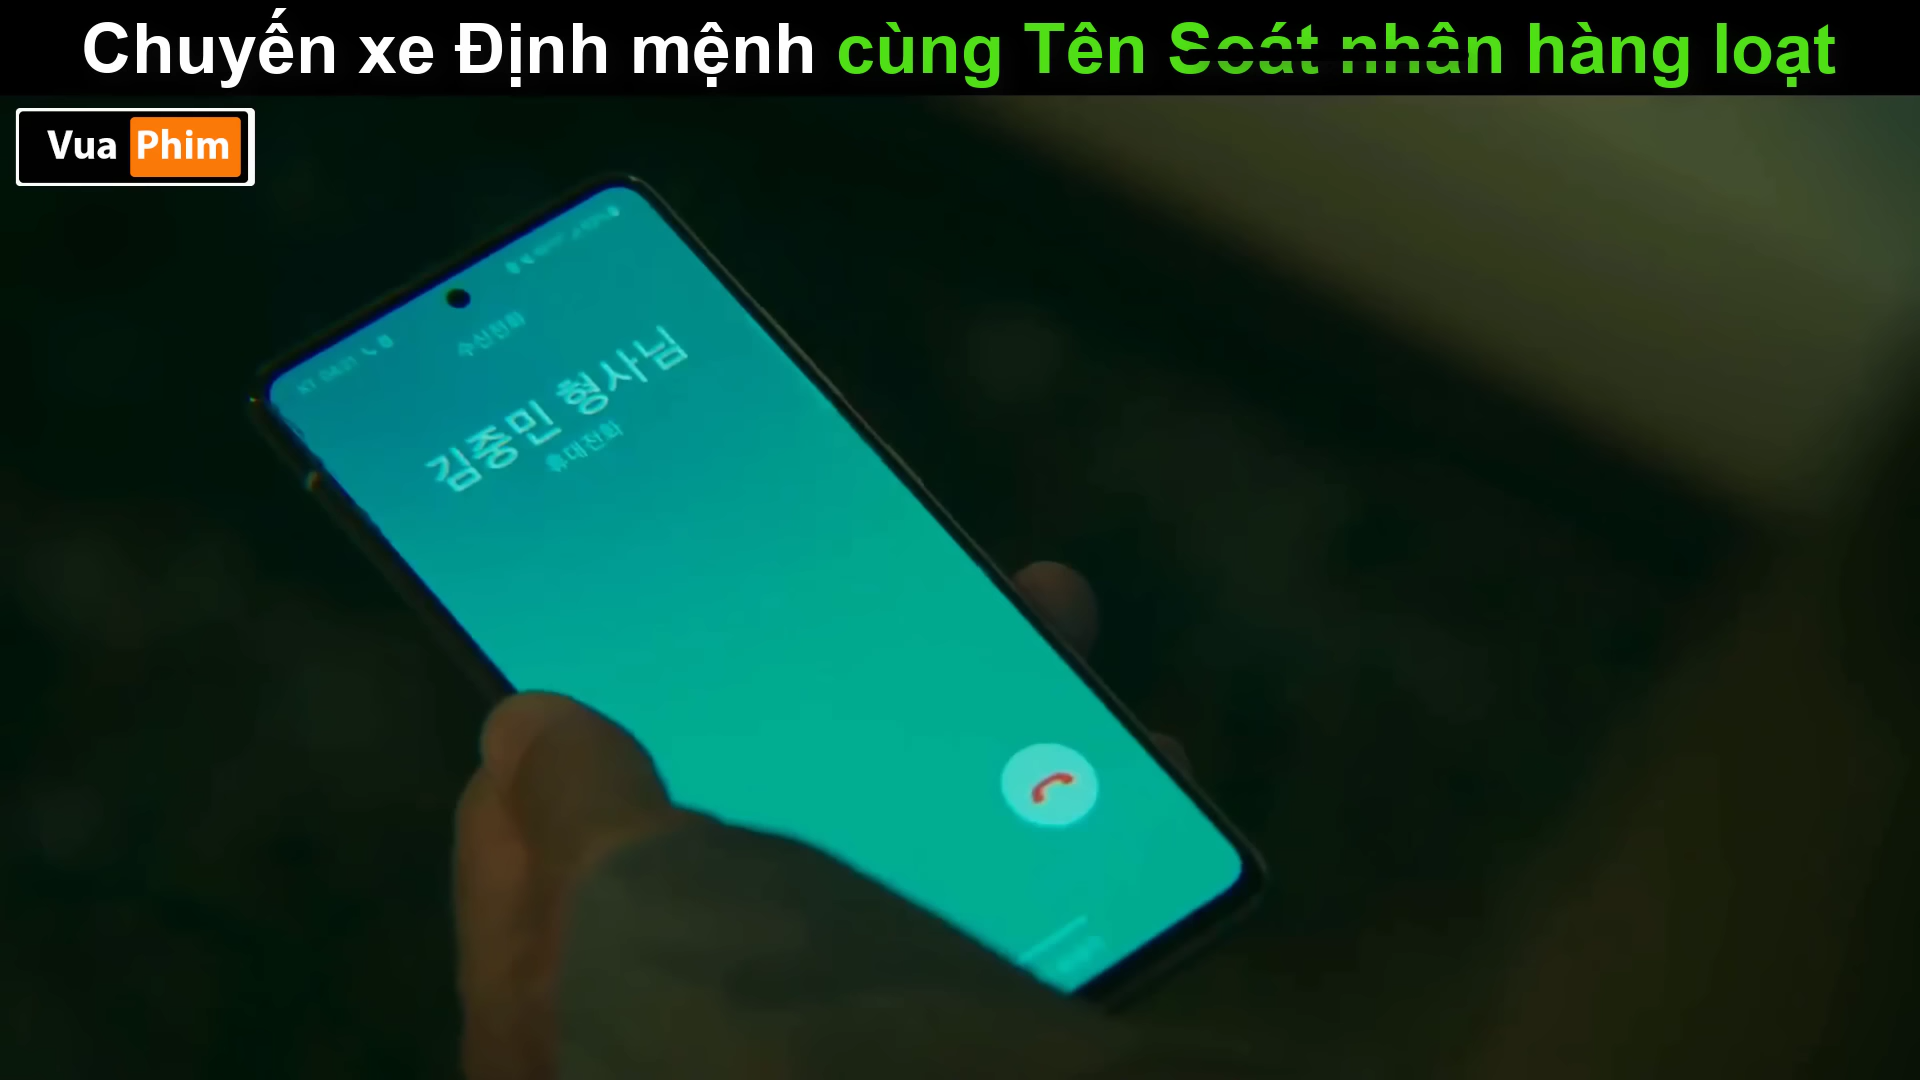 Chuyến xe Định mệnh cùng Tên Soát nhân hàng loạt
Vua Phim
수신전화
김중민 형사님
휴대전화